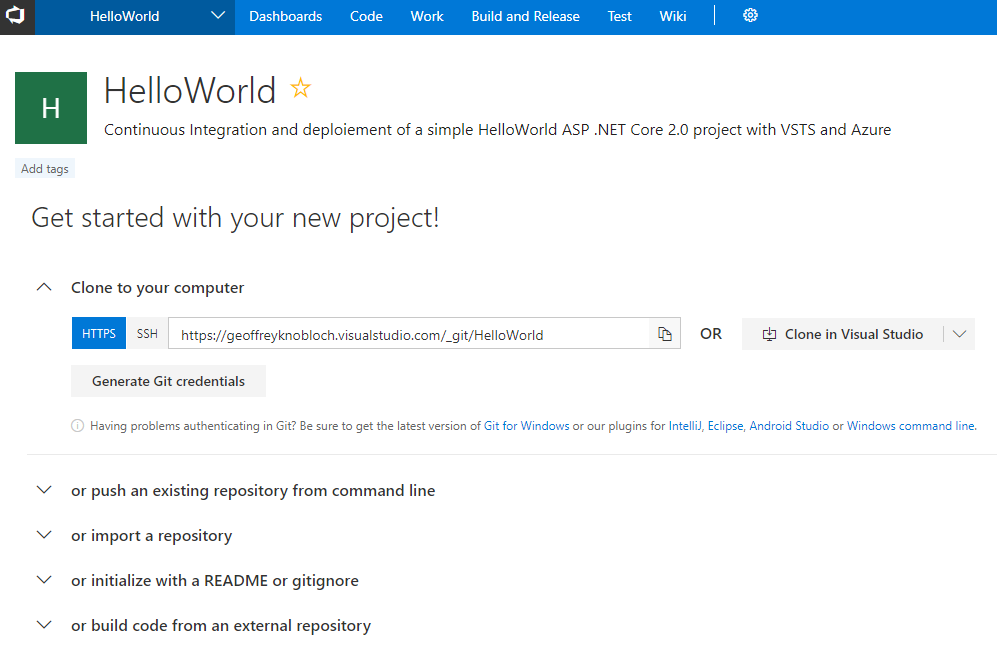 HelloWorld Dashboards Code Work Build and Release Test Wiki
H
HelloWorld
Continuous Integration and deploiement of a simple HelloWorld ASP .NET Core 2.0 project with VSTS and Azure
Add tags
Get started with your new project!
Clone to your computer
HTTPS SSH https://geoffreyknobloch.visualstudio.com/_git/HelloWorld OR Clone in Visual Studio
Generate Git credentials
Having problems authenticating in Git? Be sure to get the latest version of Git for Windows or our plugins for IntelliJ, Eclipse, Android Studio or Windows command line.
or push an existing repository from command line
or import a repository
or initialize with a README or gitignore
or build code from an external repository